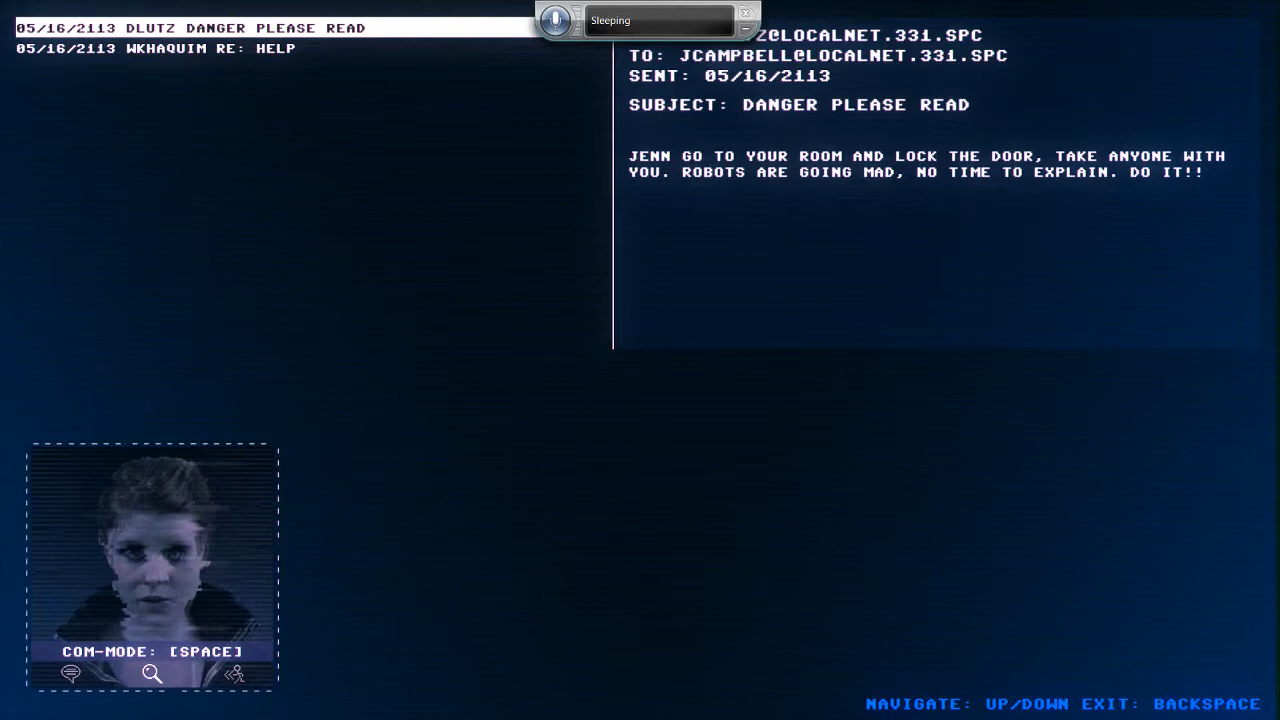 05/16/2113 DLUTZ DANGER PLEASE READ
05/16/2113 WKHAQUIM RE: HELP
Sleeping
Z@LOCALNET.331.SPC
TO: JCAMPBELL@LOCALNET.331.SPC
SENT: 05/16/2113
SUBJECT: DANGER PLEASE READ
JENN GO TO YOUR ROOM AND LOCK THE DOOR, TAKE ANYONE WITH
YOU. ROBOTS ARE GOING MAD, NO TIME TO EXPLAIN. DO IT!!
COM-MODE: [SPACE]
NAVIGATE: UP/DOWN EXIT: BACKSPACE